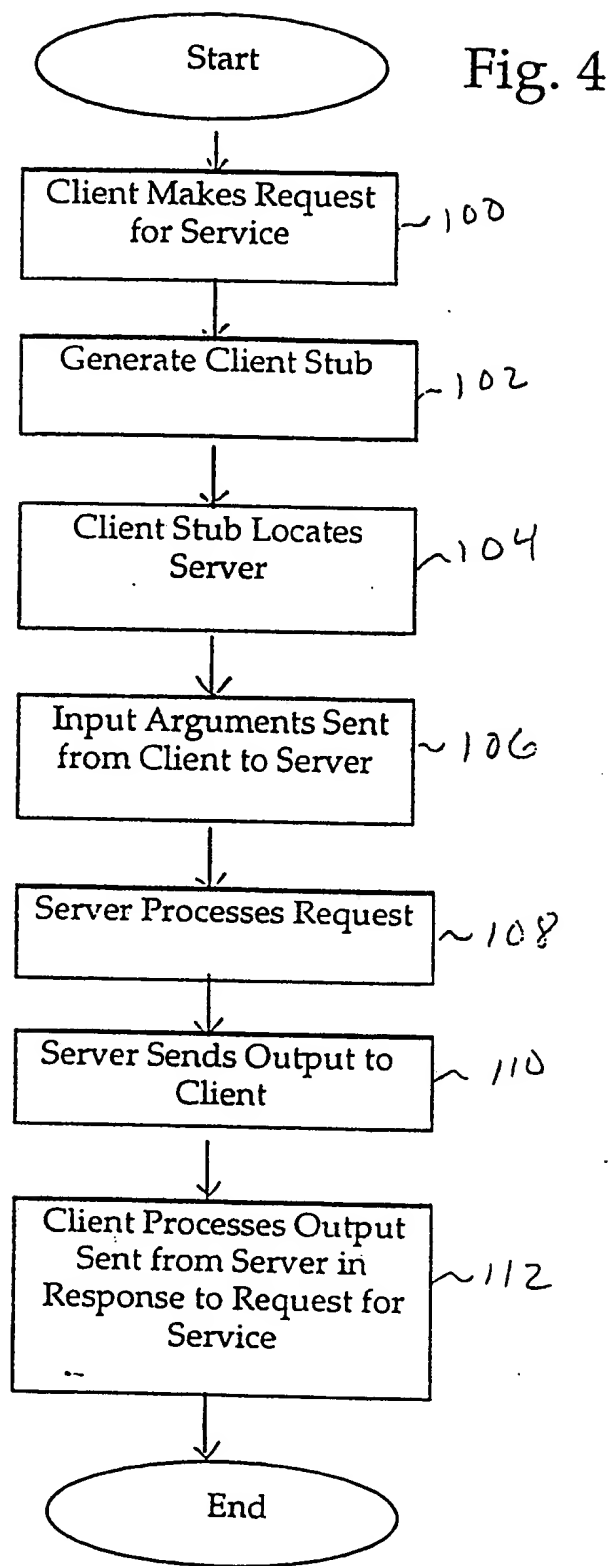 Start
Fig. 4
Client Makes Request
for Service
~100
Generate Client Stub
~102
Client Stub Locates
Server
~104
Input Arguments Sent
from Client to Server
~106
Server Processes Request
~108
Server Sends Output to
Client
~110
Client Processes Output
Sent from Server in
Response to Request for
Service
~112
End